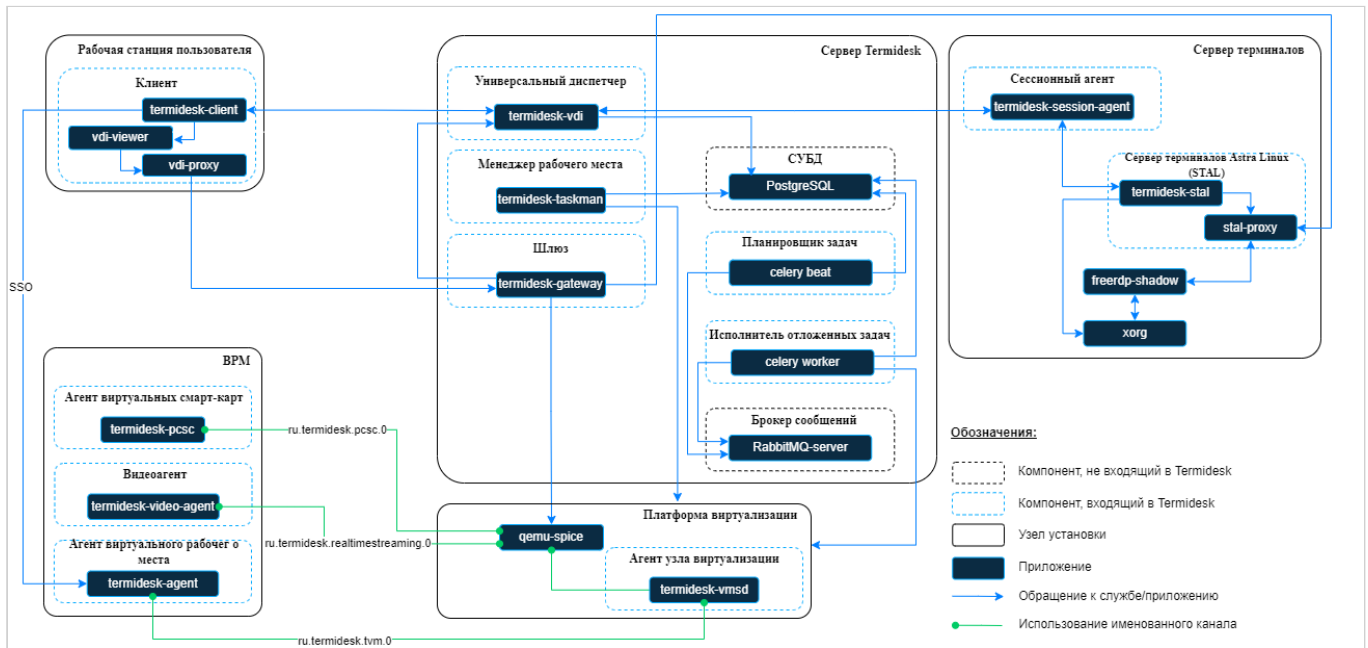 Рабочая станция пользователя
Клиент
termidesk-client
vdi-viewer
vdi-proxy
SSO
Сервер Termidesk
Универсальный диспетчер
termidesk-vdi
Менеджер рабочего места
termidesk-taskman
Шлюз
termidesk-gateway
СУБД
PostgreSQL
Планировщик задач
celery beat
Исполнитель отложенных задач
celery worker
Брокер сообщений
RabbitMQ-server
Сервер терминалов
Сессионный агент
termidesk-session-agent
Сервер терминалов Astra Linux
(STAL)
termidesk-stal
stal-proxy
freerdp-shadow
xorg
ВРМ
Агент виртуальных смарт-карт
termidesk-pcsc
ru.termidesk.pcsc.0
Видеоагент
termidesk-video-agent
ru.termidesk.realtimestreaming.0
Агент виртуального рабочег о
места
termidesk-agent
ru.termidesk.tvm.0
Платформа виртуализации
qemu-spice
Агент узла виртуализации
termidesk-vmsd
Обозначения:
Компонент, не входящий в Termidesk
Компонент, входящий в Termidesk
Узел установки
Приложение
Обращение к службе/приложению
Использование именованного канала